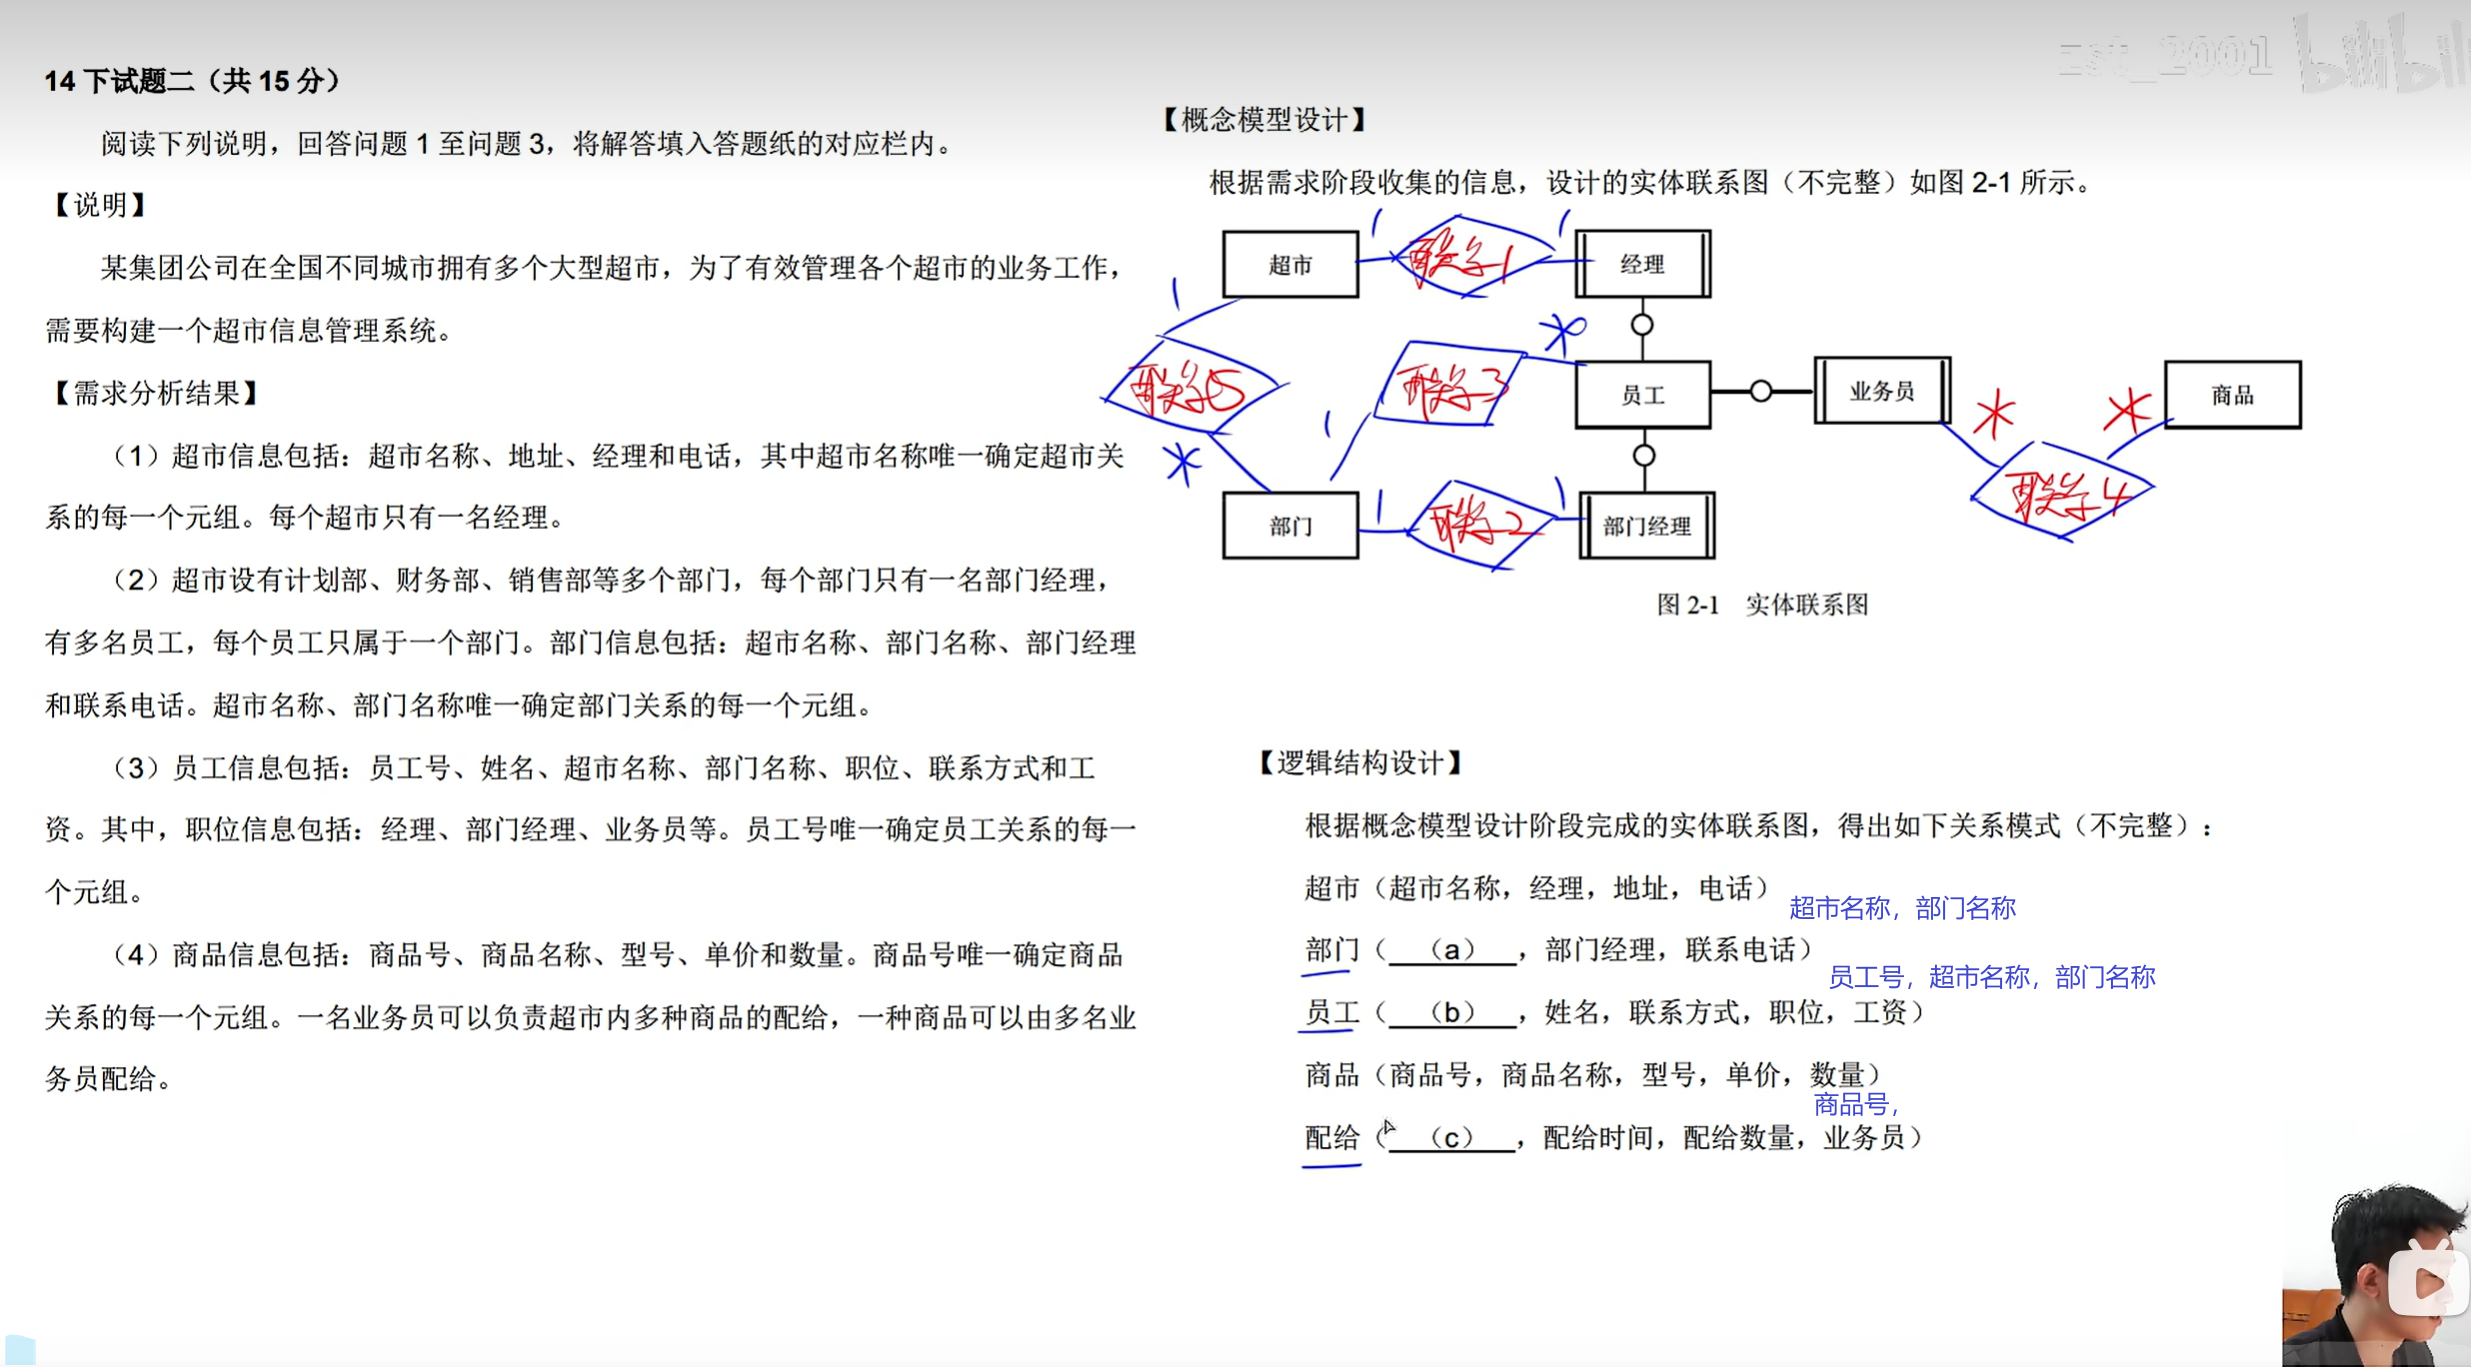 zst_2001 bilibili
14 下试题二（共 15 分）
阅读下列说明，回答问题 1 至问题 3，将解答填入答题纸的对应栏内。
【说明】
某集团公司在全国不同城市拥有多个大型超市，为了有效管理各个超市的业务工作，
需要构建一个超市信息管理系统。
【需求分析结果】
（1）超市信息包括：超市名称、地址、经理和电话，其中超市名称唯一确定超市关
系的每一个元组。每个超市只有一名经理。
（2）超市设有计划部、财务部、销售部等多个部门，每个部门只有一名部门经理，
有多名员工，每个员工只属于一个部门。部门信息包括：超市名称、部门名称、部门经理
和联系电话。超市名称、部门名称唯一确定部门关系的每一个元组。
（3）员工信息包括：员工号、姓名、超市名称、部门名称、职位、联系方式和工
资。其中，职位信息包括：经理、部门经理、业务员等。员工号唯一确定员工关系的每一
个元组。
（4）商品信息包括：商品号、商品名称、型号、单价和数量。商品号唯一确定商品
关系的每一个元组。一名业务员可以负责超市内多种商品的配给，一种商品可以由多名业
务员配给。
【概念模型设计】
根据需求阶段收集的信息，设计的实体联系图（不完整）如图 2-1 所示。
超市 1 联系1 1 经理
1 联系5 *
1 联系3 * 员工 业务员 * 联系4 * 商品
部门 1 联系2 1 部门经理
图 2-1 实体联系图
【逻辑结构设计】
根据概念模型设计阶段完成的实体联系图，得出如下关系模式（不完整）：
超市（超市名称，经理，地址，电话）
超市名称，部门名称
部门（ （a） ，部门经理，联系电话）
员工号，超市名称，部门名称
员工（ （b） ，姓名，联系方式，职位，工资）
商品（商品号，商品名称，型号，单价，数量）
商品号，
配给（ （c） ，配给时间，配给数量，业务员）